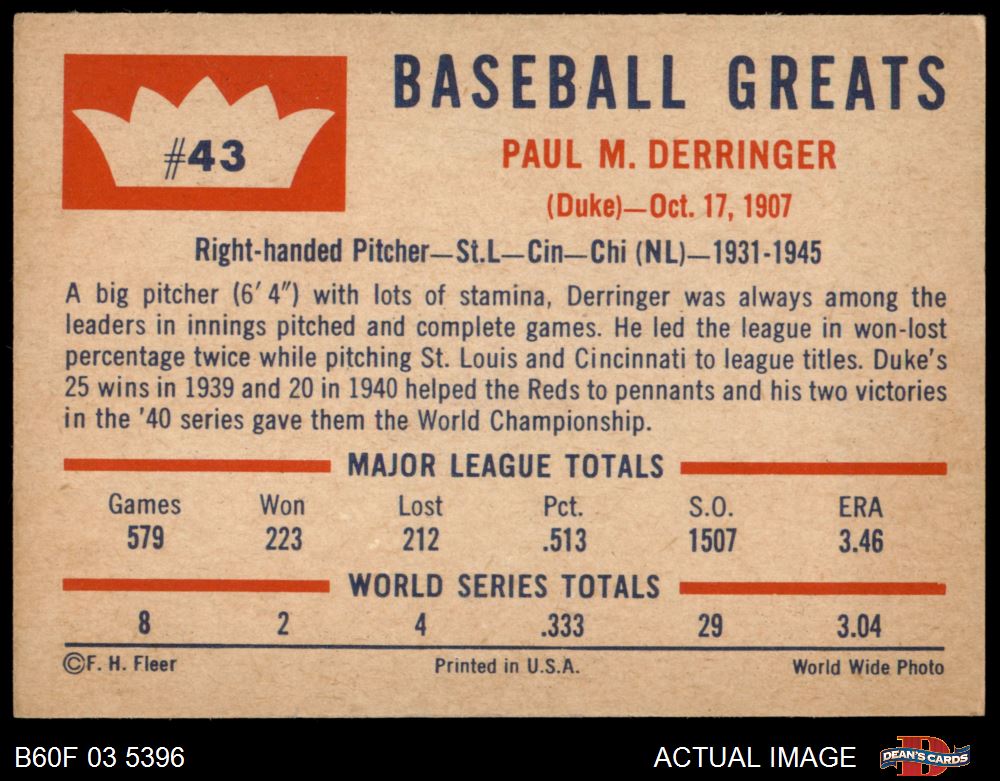 #43
BASEBALL GREATS
PAUL M. DERRINGER
(Duke)—Oct. 17, 1907
Right-handed Pitcher—St.L—Cin—Chi (NL)—1931-1945
A big pitcher (6′ 4″) with lots of stamina, Derringer was always among the
leaders in innings pitched and complete games. He led the league in won-lost
percentage twice while pitching St. Louis and Cincinnati to league titles. Duke's
25 wins in 1939 and 20 in 1940 helped the Reds to pennants and his two victories
in the '40 series gave them the World Championship.
MAJOR LEAGUE TOTALS
Games Won Lost Pct. S.O. ERA
579 223 212 .513 1507 3.46
WORLD SERIES TOTALS
8 2 4 .333 29 3.04
©F. H. Fleer Printed in U.S.A. World Wide Photo
B60F 03 5396 ACTUAL IMAGE DEAN'S CARDS